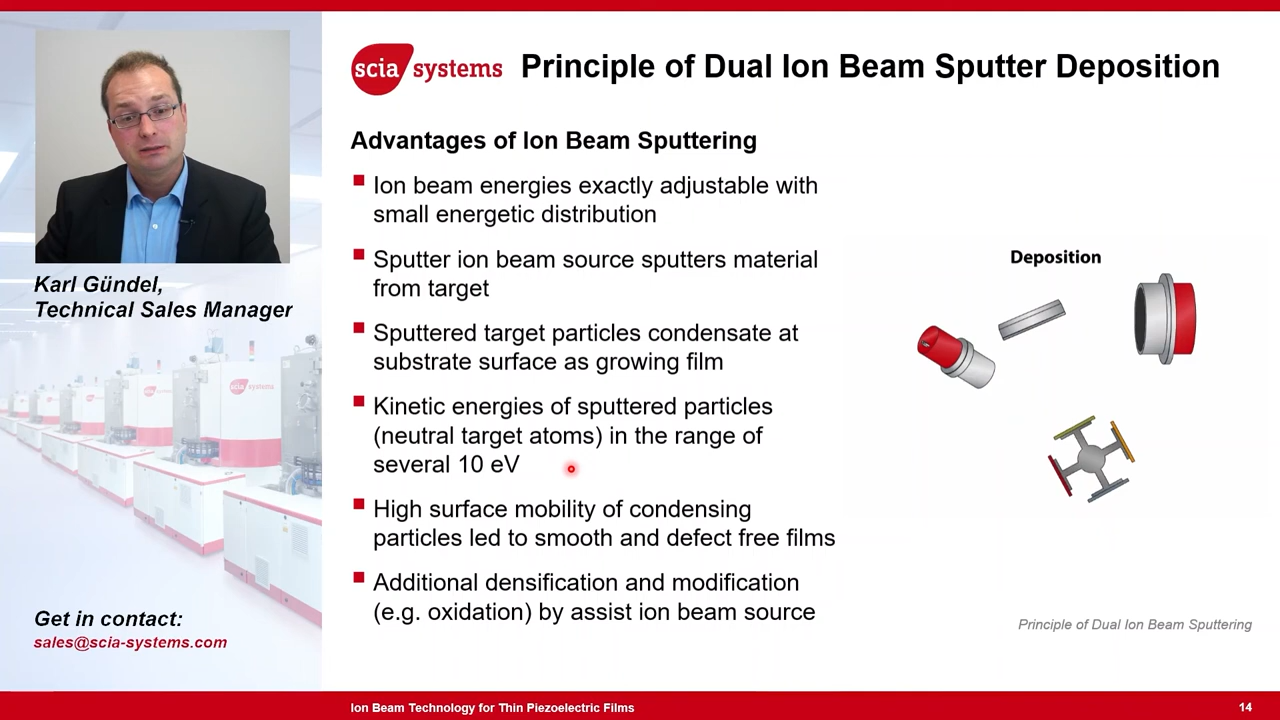 scia systems
Principle of Dual Ion Beam Sputter Deposition
Advantages of Ion Beam Sputtering
Ion beam energies exactly adjustable with
small energetic distribution
Sputter ion beam source sputters material
from target
Sputtered target particles condensate at
substrate surface as growing film
Kinetic energies of sputtered particles
(neutral target atoms) in the range of
several 10 eV
High surface mobility of condensing
particles led to smooth and defect free films
Additional densification and modification
(e.g. oxidation) by assist ion beam source
Deposition
Principle of Dual Ion Beam Sputtering
Karl Gündel,
Technical Sales Manager
scia systems
Get in contact:
sales@scia-systems.com
Ion Beam Technology for Thin Piezoelectric Films
14